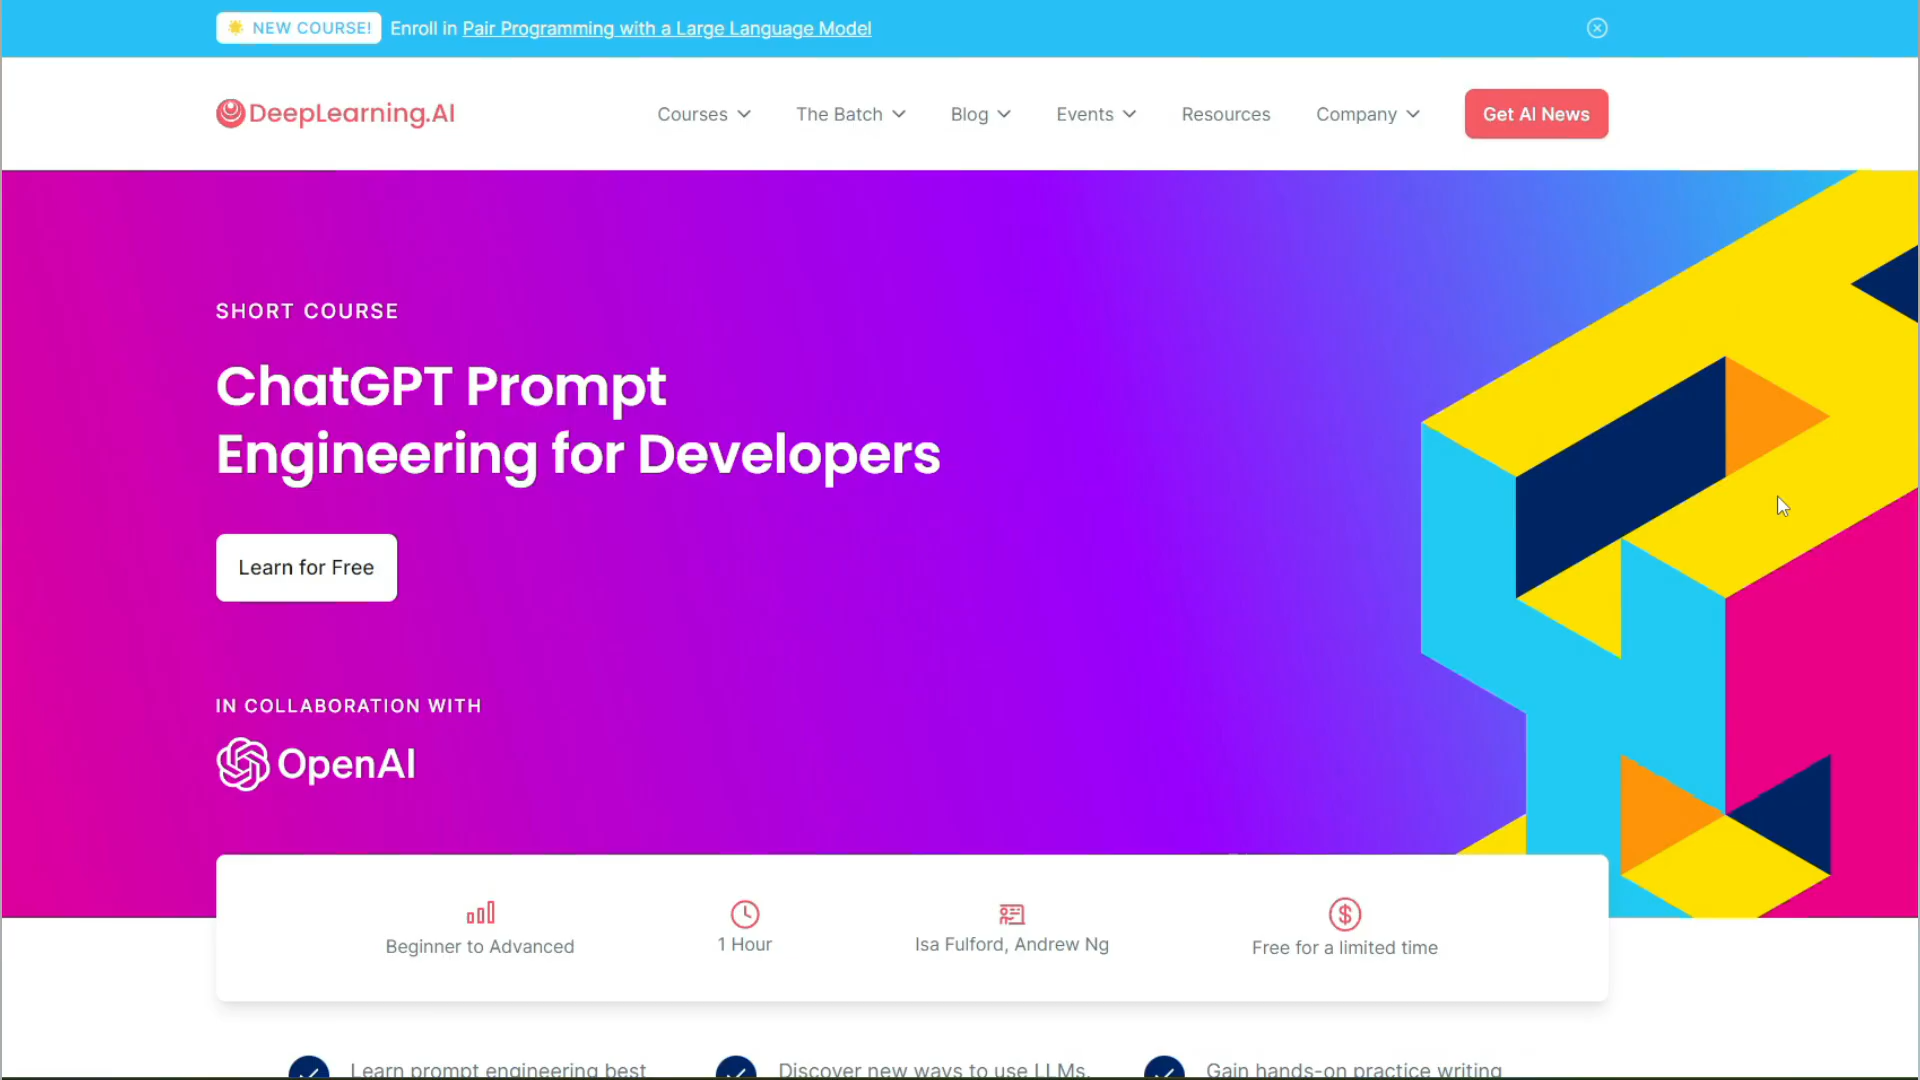 NEW COURSE! Enroll in Pair Programming with a Large Language Model
DeepLearning.AI
Courses
The Batch
Blog
Events
Resources
Company
Get AI News
SHORT COURSE
ChatGPT Prompt
Engineering for Developers
Learn for Free
IN COLLABORATION WITH
OpenAI
Beginner to Advanced
1 Hour
Isa Fulford, Andrew Ng
Free for a limited time
Learn prompt engineering best
Discover new ways to use LLMs,
Gain hands-on practice writing